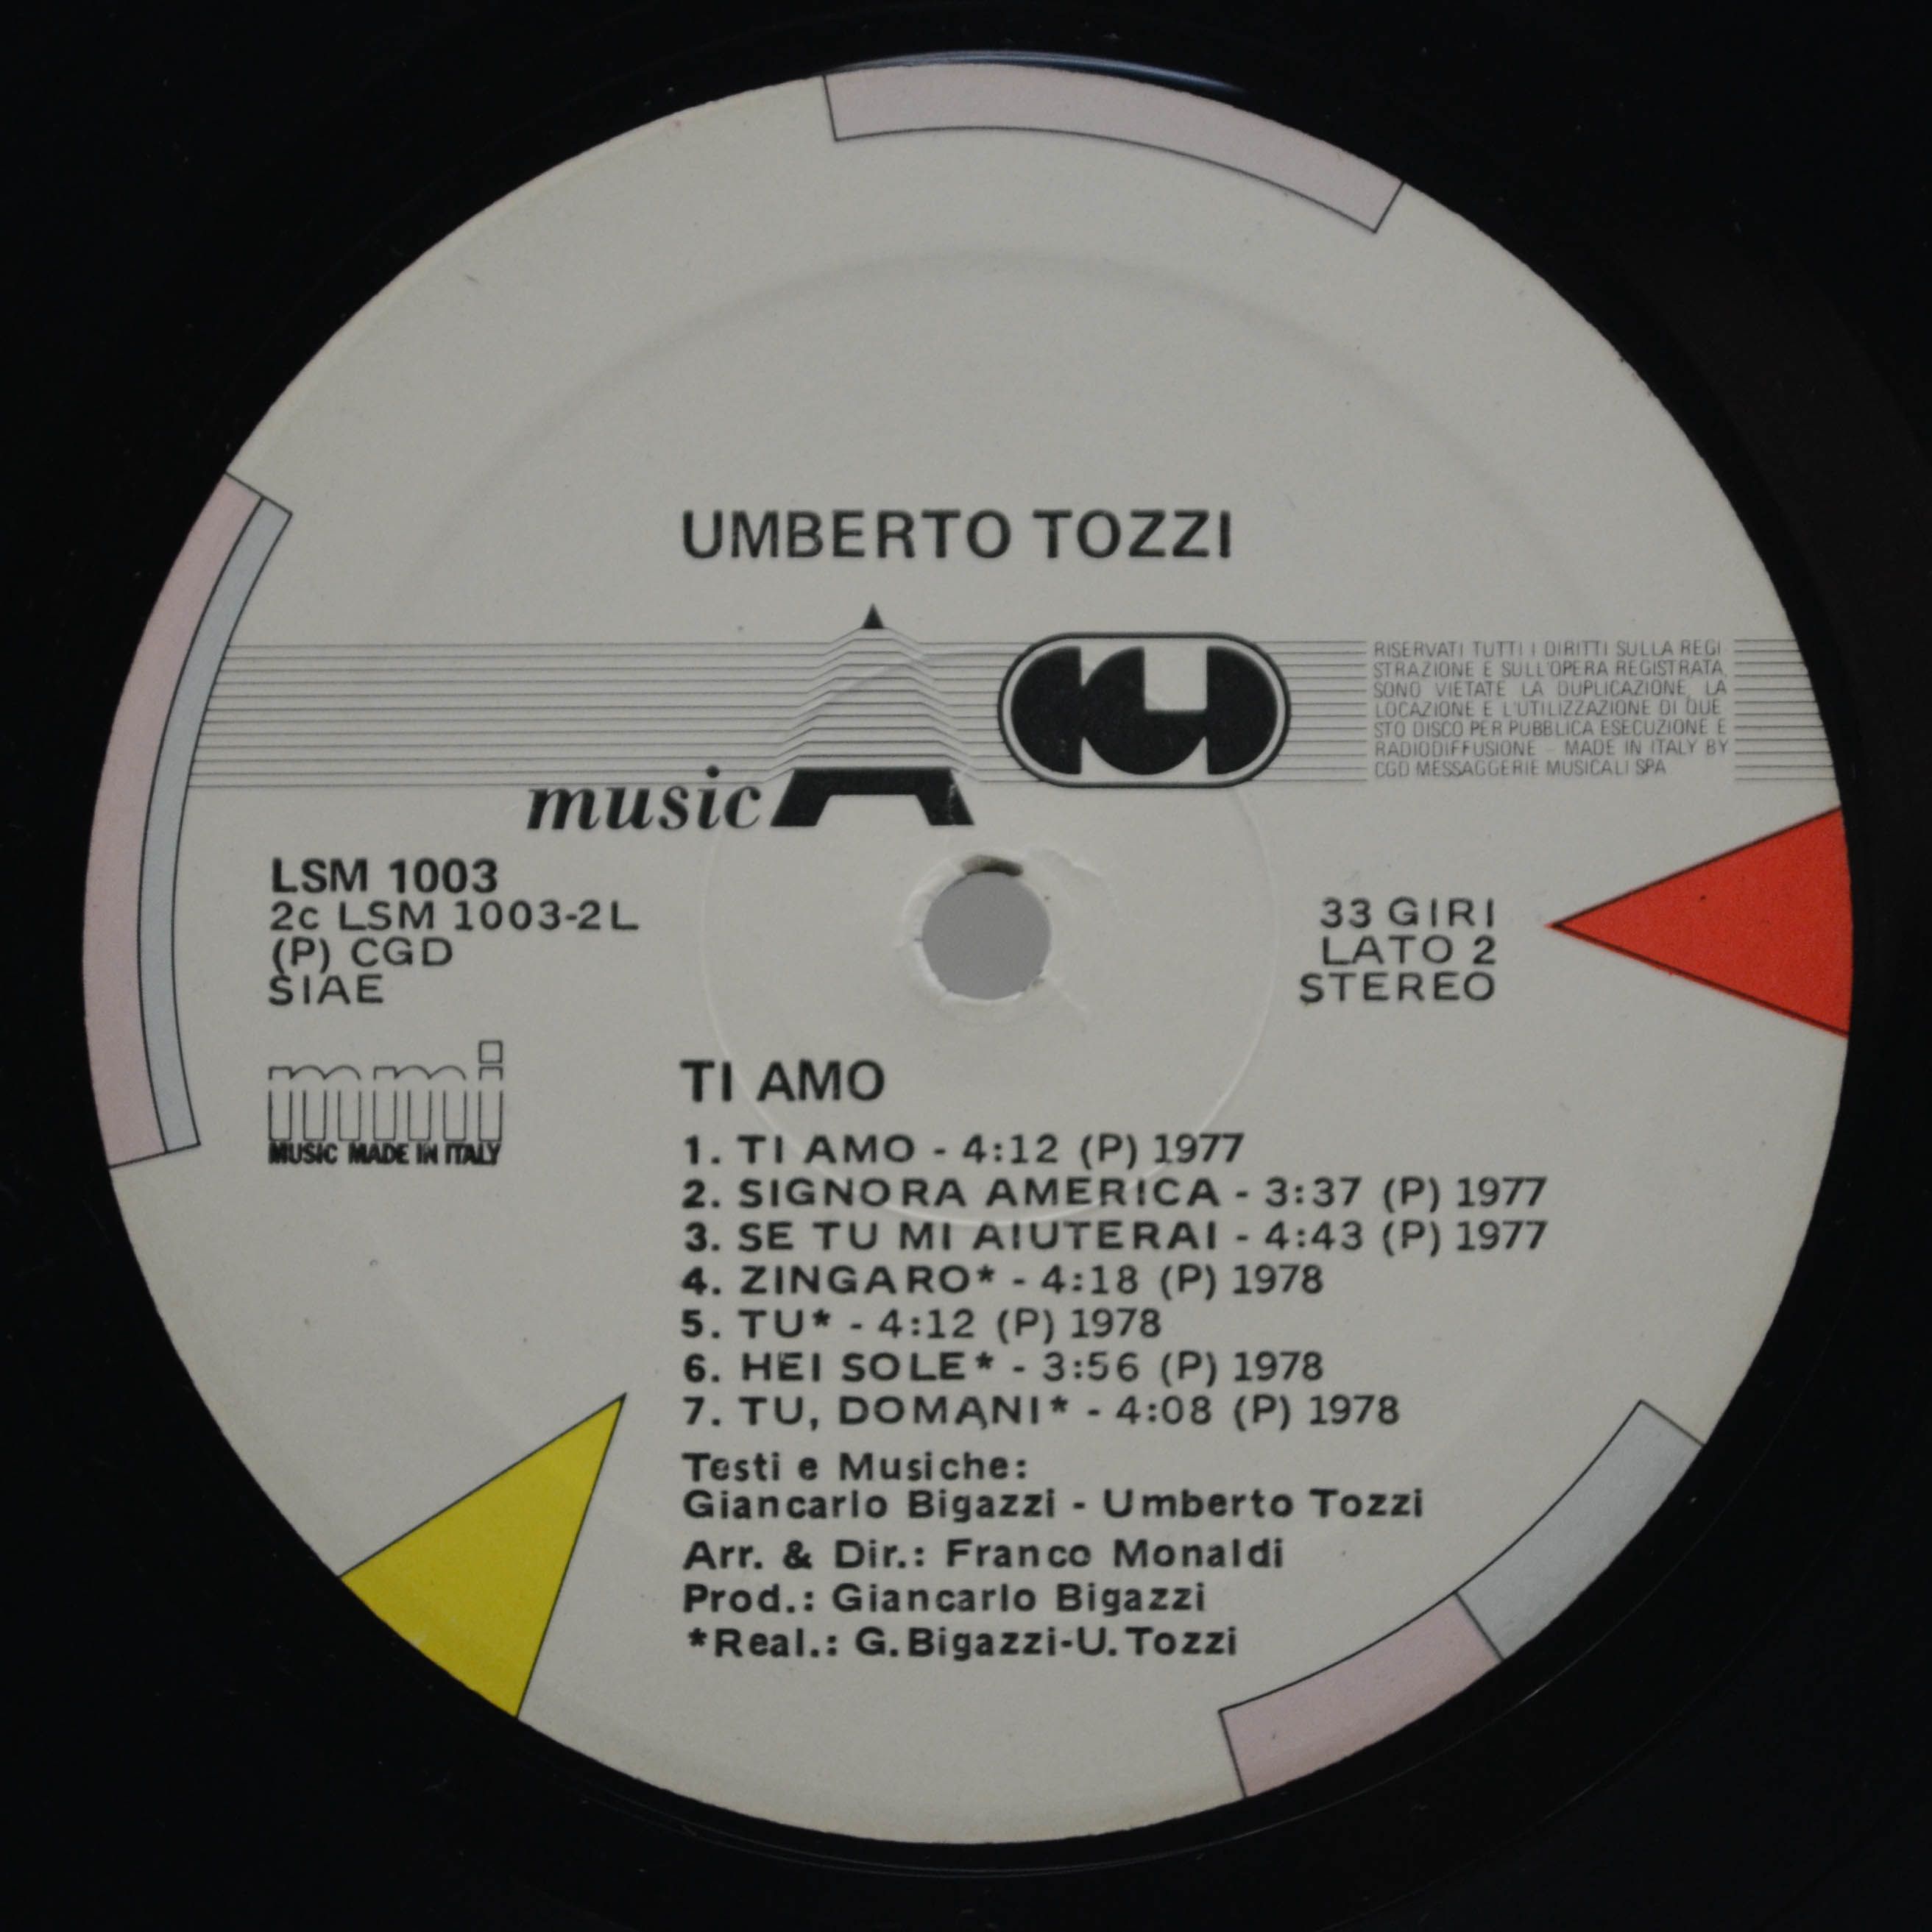 UMBERTO TOZZI
RISERVATI TUTTI I DIRITTI SULLA REGI
STRAZIONE E SULL'OPERA REGISTRATA,
SONO VIETATE LA DUPLICAZIONE, LA
LOCAZIONE E L'UTILIZZAZIONE DI QUE
STO DISCO PER PUBBLICA ESECUZIONE E
RADIODIFFUSIONE - MADE IN ITALY BY
CGD MESSAGGERIE MUSICALI SPA
musicA
LSM 1003
2c LSM 1003-2L
(P) CGD
SIAE
33 GIRI
LATO 2
STEREO
mmi
MUSIC MADE IN ITALY
TI AMO
1. TI AMO - 4:12 (P) 1977
2. SIGNORA AMERICA - 3:37 (P) 1977
3. SE TU MI AIUTERAI - 4:43 (P) 1977
4. ZINGARO* - 4:18 (P) 1978
5. TU* - 4:12 (P) 1978
6. HEI SOLE* - 3:56 (P) 1978
7. TU, DOMANI* - 4:08 (P) 1978
Testi e Musiche:
Giancarlo Bigazzi - Umberto Tozzi
Arr. & Dir.: Franco Monaldi
Prod.: Giancarlo Bigazzi
*Real.: G.Bigazzi-U.Tozzi